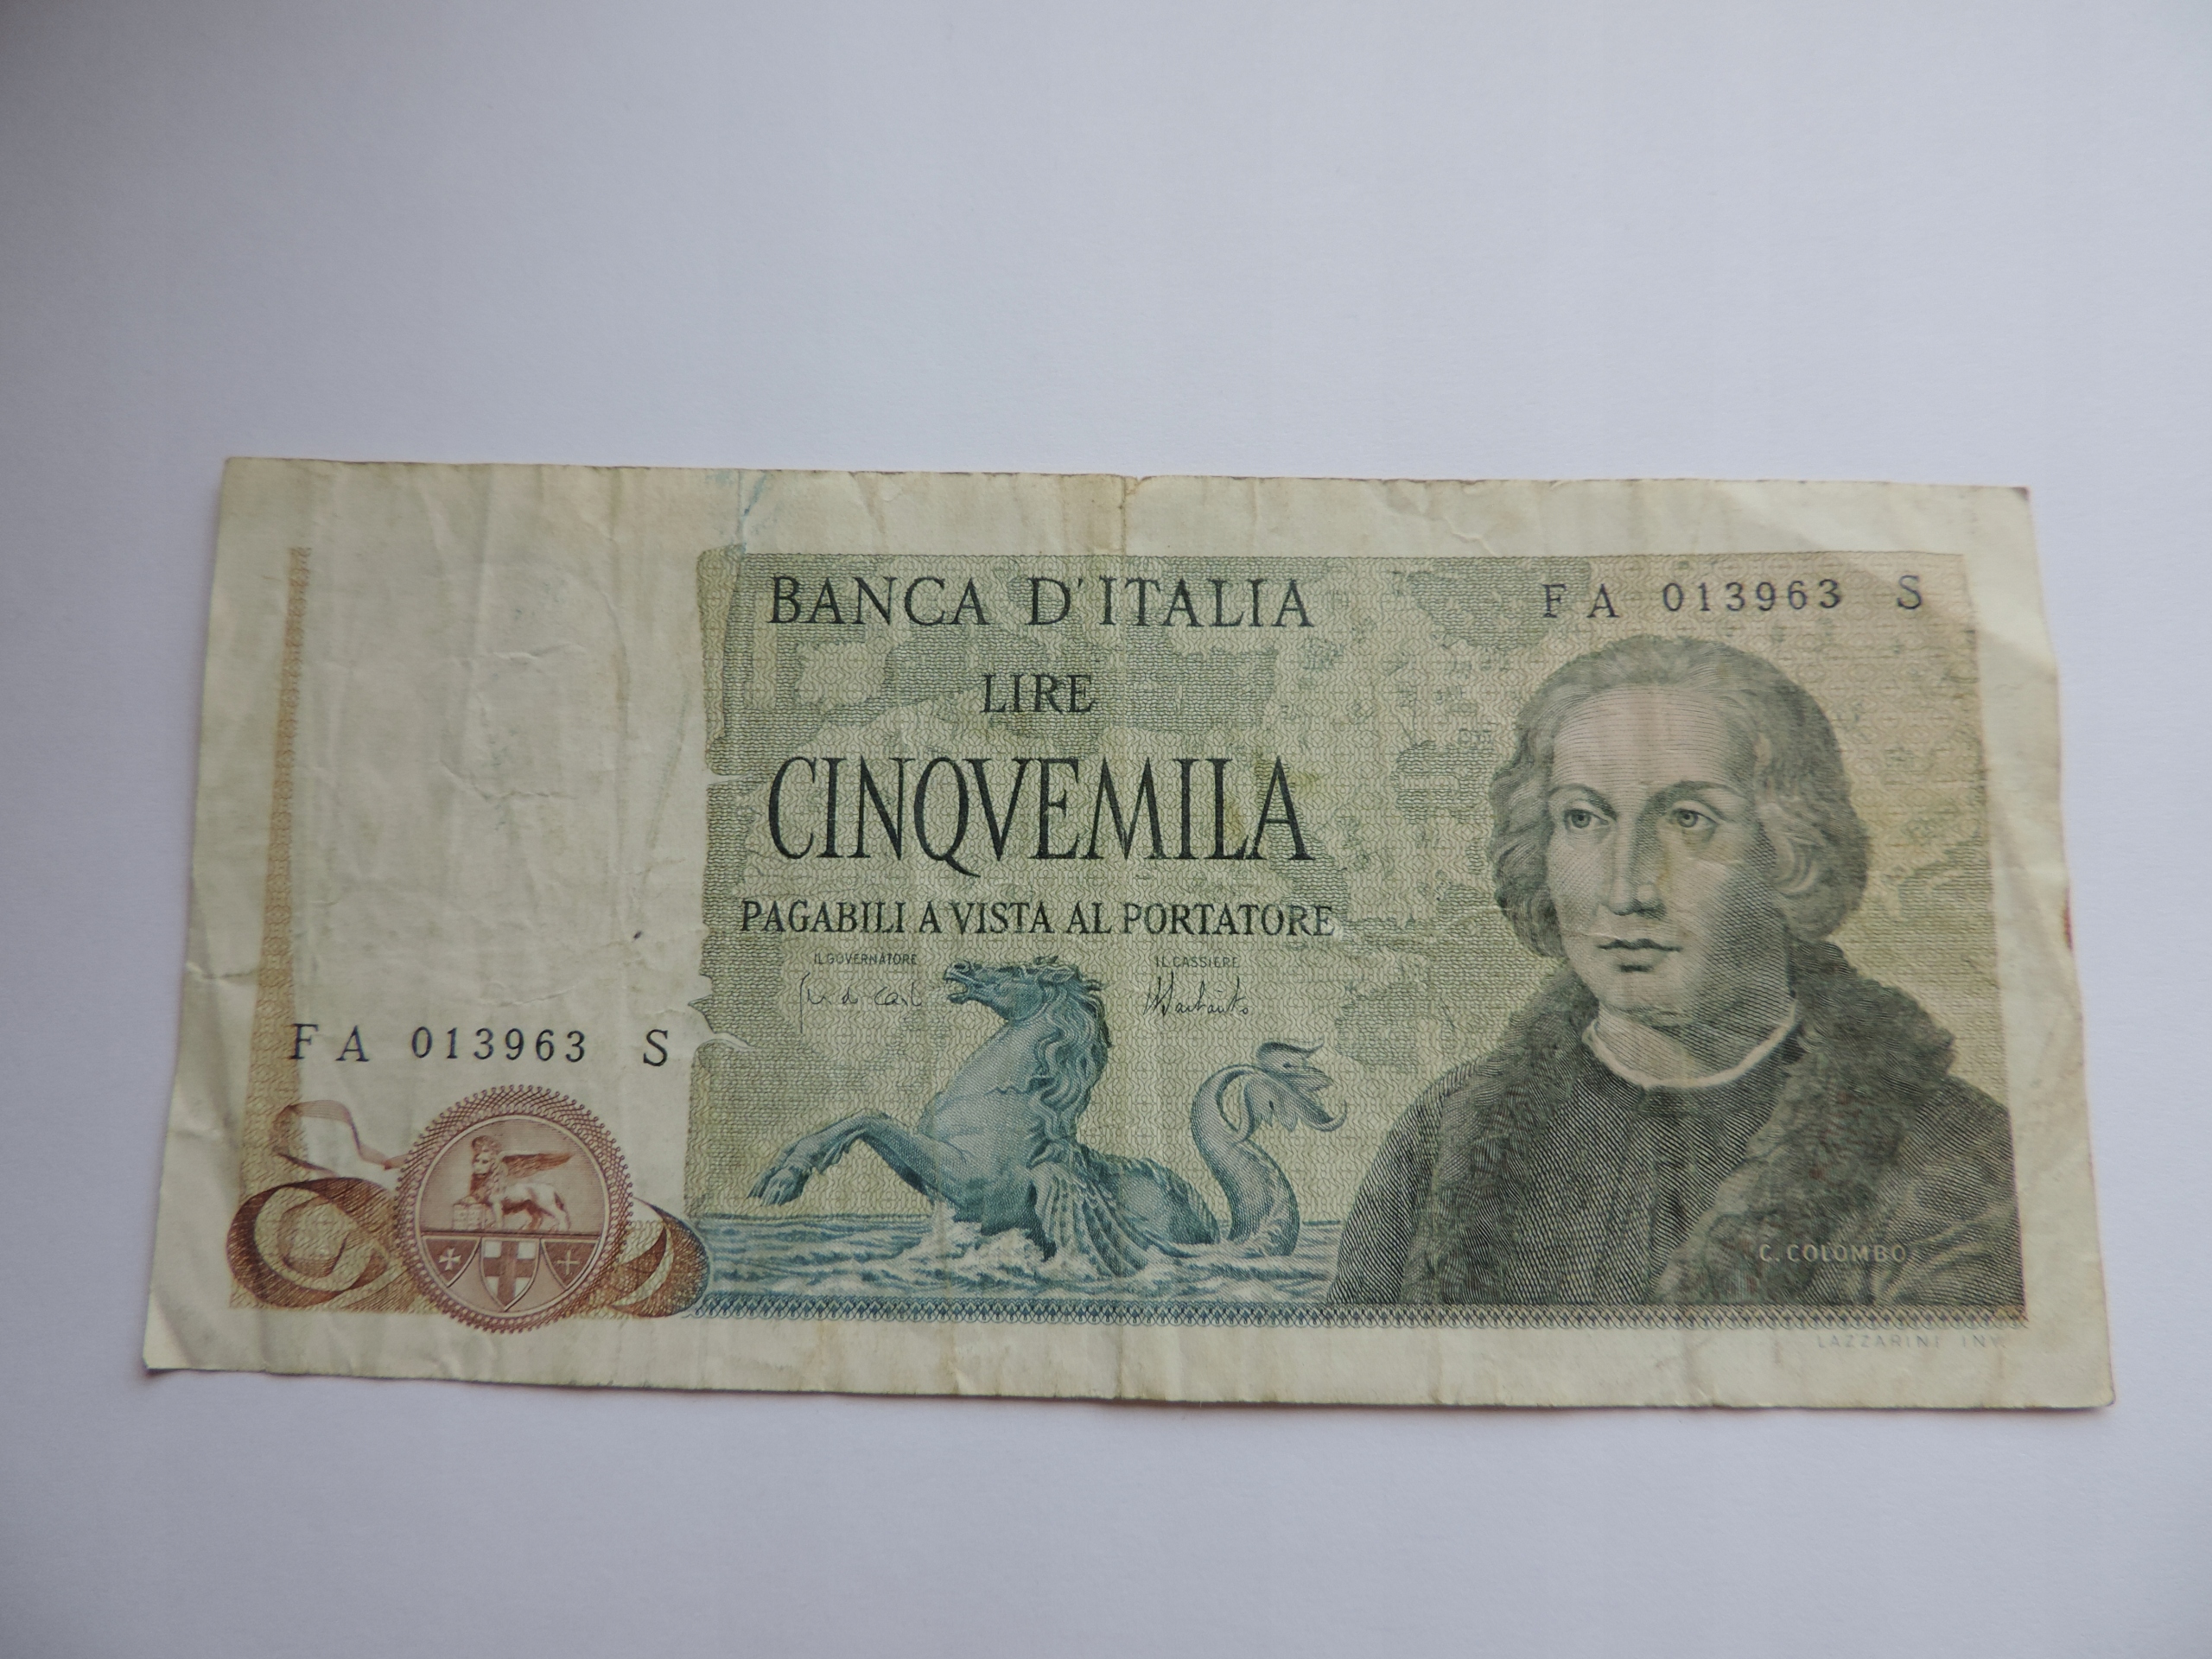 BANCA D'ITALIA
FA 013963 S
LIRE
CINQVEMILA
PAGABILI A VISTA AL PORTATORE
IL GOVERNATORE
IL CASSIERE
FA 013963 S
C. COLOMBO
LAZZARINI INV.